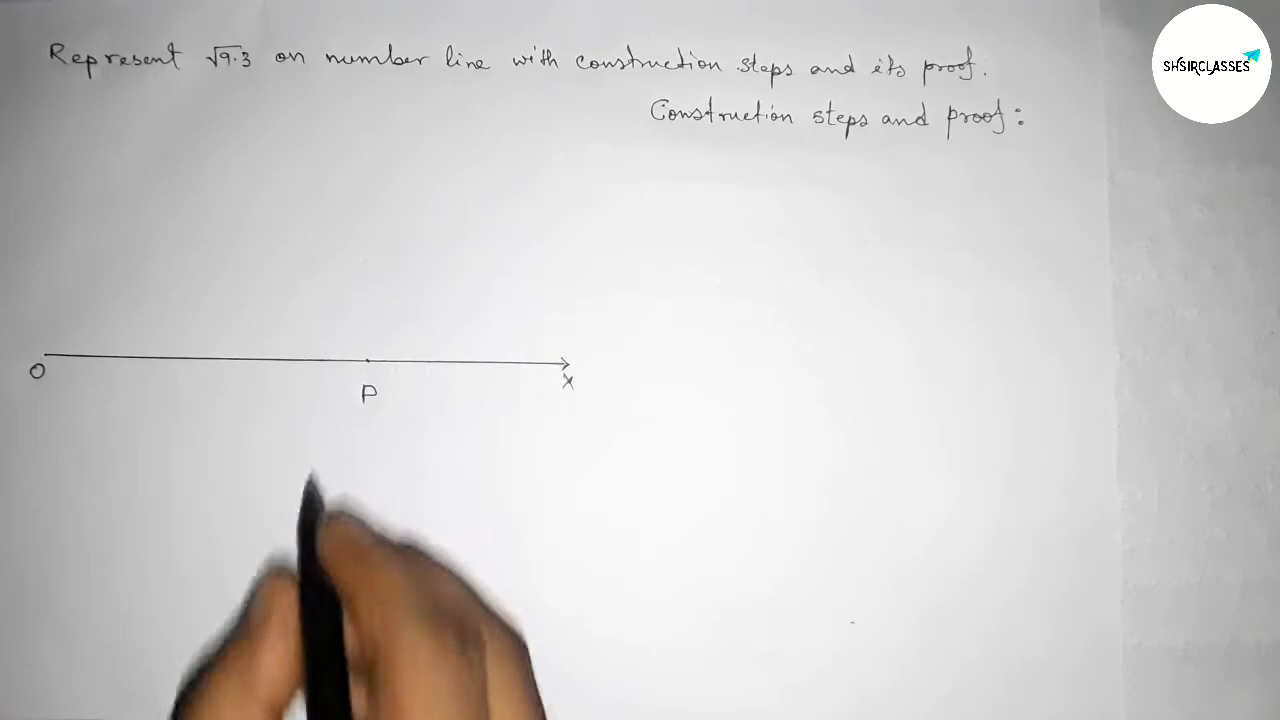 Represent √9.3 on number line with construction steps and its proof.
Construction steps and proof:
SHSIRCLASSES
O P X